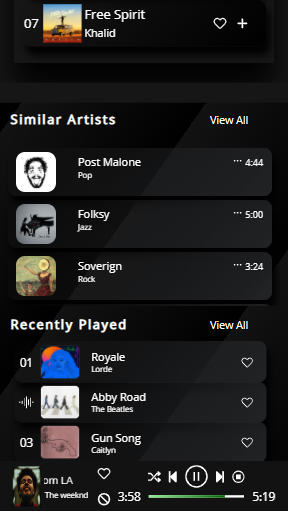 07
Free Spirit
Khalid
Similar Artists
View All
Post Malone
Pop
··· 4:44
Folksy
Jazz
··· 5:00
Soverign
Rock
··· 3:24
Recently Played
View All
01
Royale
Lorde
Abby Road
The Beatles
03
Gun Song
Caitlyn
om LA
The weeknd
3:58
5:19